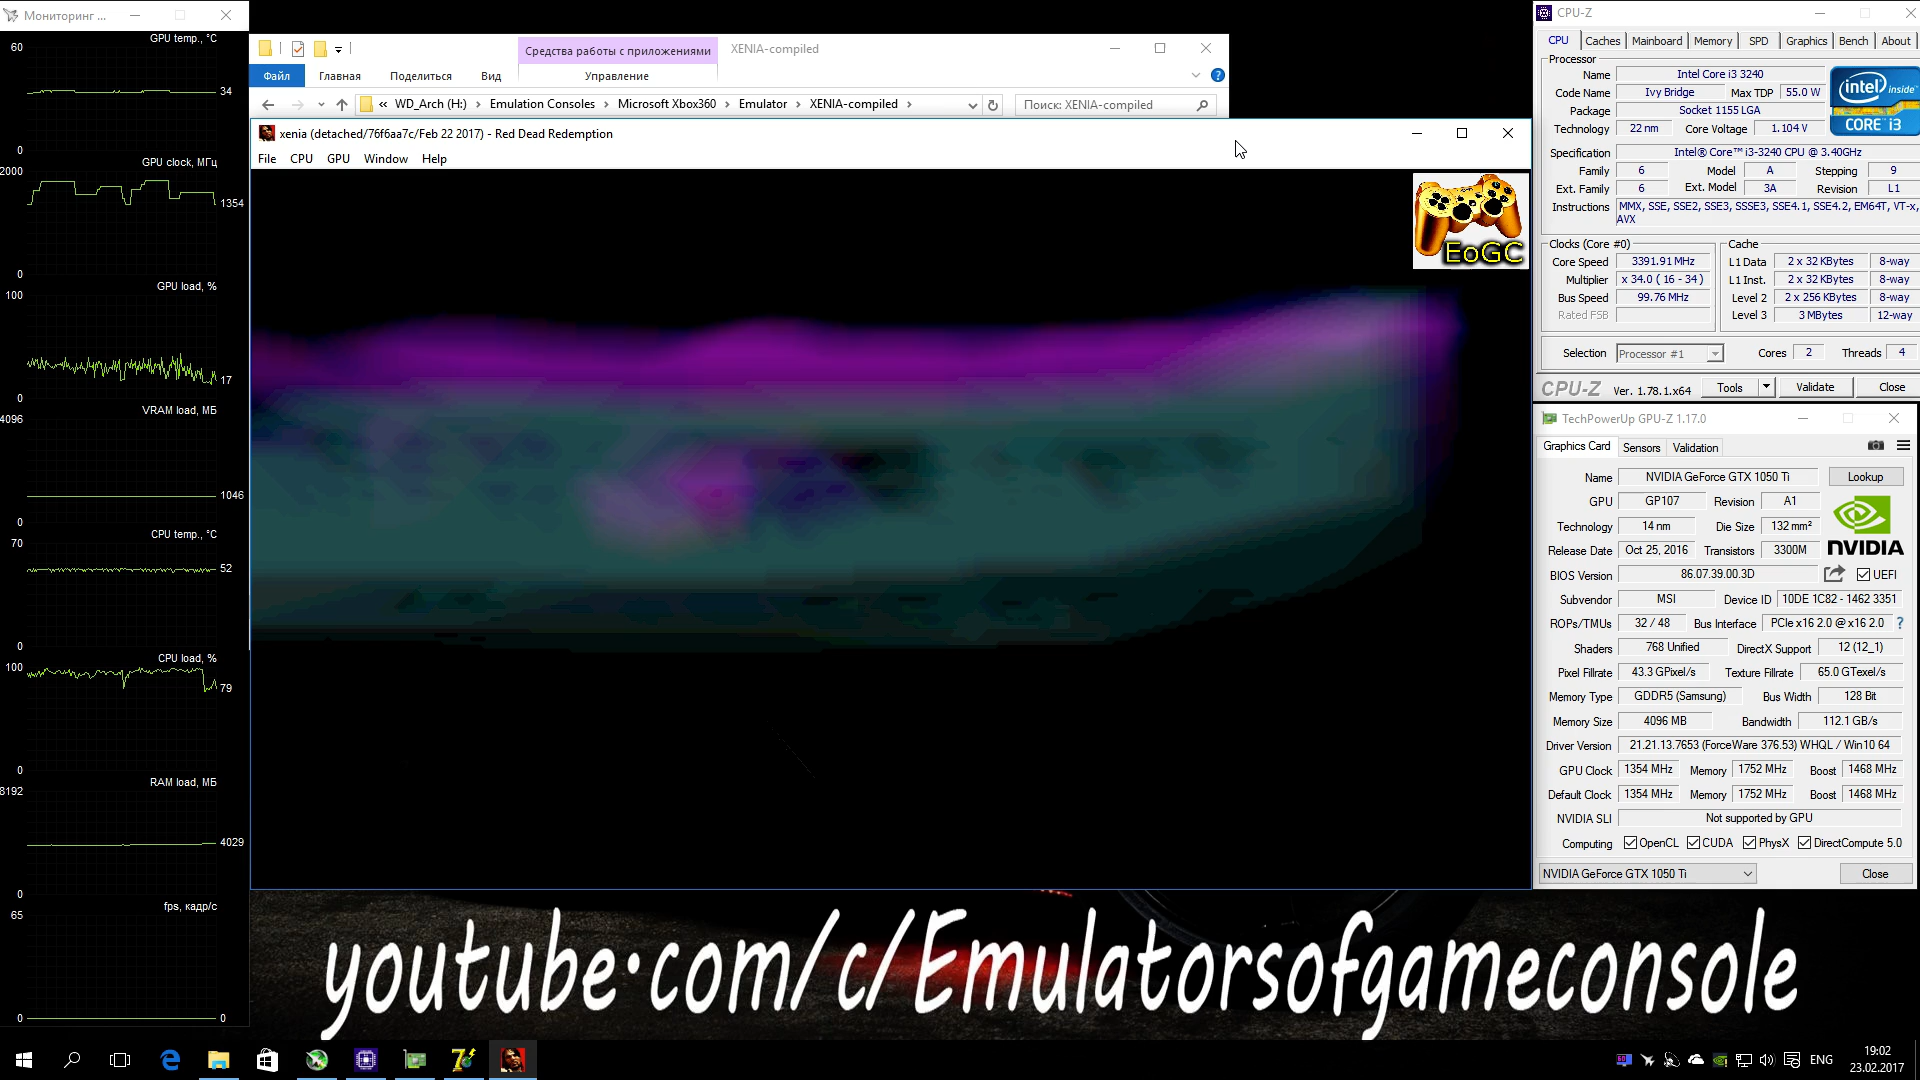 Мониторинг ...
GPU temp., °C
60
34
0
GPU clock, МГц
2000
1354
0
GPU load, %
100
17
0
VRAM load, МБ
4096
1046
0
CPU temp., °C
70
52
0
CPU load, %
100
79
0
RAM load, МБ
8192
4029
0
fps, кадр/с
65
0
0
Средства работы с приложениями
XENIA-compiled
Файл
Главная
Поделиться
Вид
Управление
« WD_Arch (H:) › Emulation Consoles › Microsoft Xbox360 › Emulator › XENIA-compiled ›
Поиск: XENIA-compiled
xenia (detached/76f6aa7c/Feb 22 2017) - Red Dead Redemption
File CPU GPU Window Help
EoGC
CPU-Z
CPU Caches Mainboard Memory SPD Graphics Bench About
Processor
Name Intel Core i3 3240
Code Name Ivy Bridge Max TDP 55.0 W
Package Socket 1155 LGA
Technology 22 nm Core Voltage 1.104 V
intel inside™
CORE i3
Specification Intel® Core™ i3-3240 CPU @ 3.40GHz
Family 6 Model A Stepping 9
Ext. Family 6 Ext. Model 3A Revision L1
Instructions MMX, SSE, SSE2, SSE3, SSSE3, SSE4.1, SSE4.2, EM64T, VT-x,
AVX
Clocks (Core #0)
Core Speed 3391.91 MHz
Multiplier x 34.0 ( 16 - 34 )
Bus Speed 99.76 MHz
Rated FSB
Cache
L1 Data 2 x 32 KBytes 8-way
L1 Inst. 2 x 32 KBytes 8-way
Level 2 2 x 256 KBytes 8-way
Level 3 3 MBytes 12-way
Selection Processor #1 Cores 2 Threads 4
CPU-Z Ver. 1.78.1.x64 Tools Validate Close
TechPowerUp GPU-Z 1.17.0
Graphics Card Sensors Validation
Name NVIDIA GeForce GTX 1050 Ti Lookup
GPU GP107 Revision A1
Technology 14 nm Die Size 132 mm²
Release Date Oct 25, 2016 Transistors 3300M
NVIDIA
BIOS Version 86.07.39.00.3D UEFI
Subvendor MSI Device ID 10DE 1C82 - 1462 3351
ROPs/TMUs 32 / 48 Bus Interface PCIe x16 2.0 @ x16 2.0 ?
Shaders 768 Unified DirectX Support 12 (12_1)
Pixel Fillrate 43.3 GPixel/s Texture Fillrate 65.0 GTexel/s
Memory Type GDDR5 (Samsung) Bus Width 128 Bit
Memory Size 4096 MB Bandwidth 112.1 GB/s
Driver Version 21.21.13.7653 (ForceWare 376.53) WHQL / Win10 64
GPU Clock 1354 MHz Memory 1752 MHz Boost 1468 MHz
Default Clock 1354 MHz Memory 1752 MHz Boost 1468 MHz
NVIDIA SLI Not supported by GPU
Computing OpenCL CUDA PhysX DirectCompute 5.0
NVIDIA GeForce GTX 1050 Ti Close
youtube.com/c/Emulatorsofgameconsole
ENG
19:02
23.02.2017